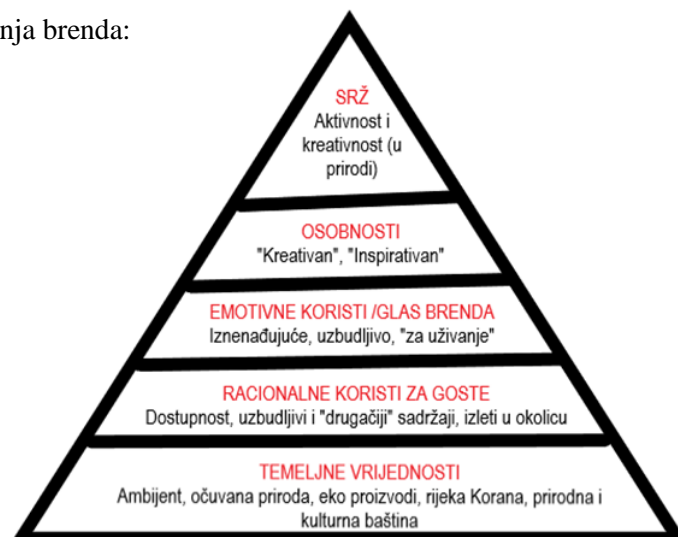 nja brenda:
SRŽ
Aktivnost i
kreativnost (u
prirodi)
OSOBNOSTI
"Kreativan", "Inspirativan"
EMOTIVNE KORISTI /GLAS BRENDA
Iznenađujuće, uzbudljivo, "za uživanje"
RACIONALNE KORISTI ZA GOSTE
Dostupnost, uzbudljivi i "drugačiji" sadržaji, izleti u okolicu
TEMELJNE VRIJEDNOSTI
Ambijent, očuvana priroda, eko proizvodi, rijeka Korana, prirodna i
kulturna baština